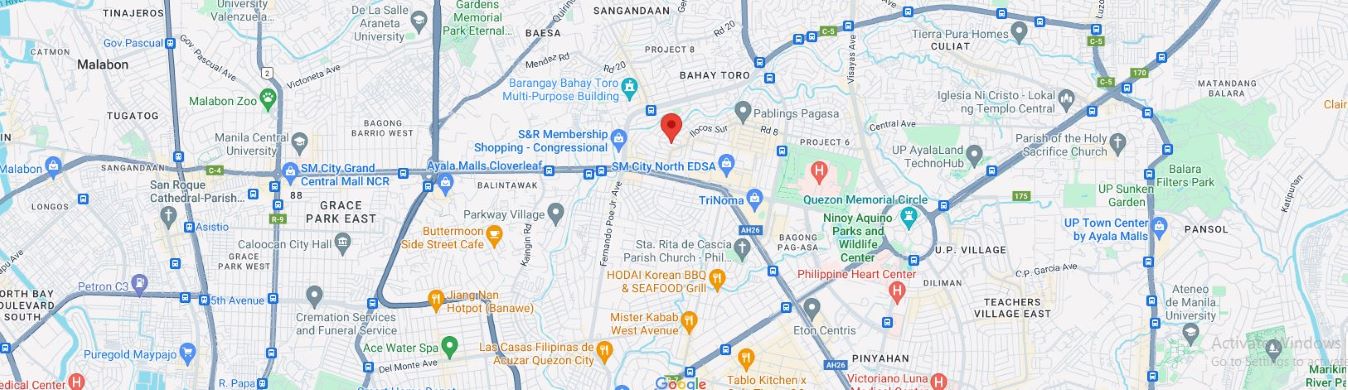 TINAJEROS
University
Valenzuela...
De La Salle
Araneta
University
Gardens
Memorial
Park Eternal...
SANGANDAAN
Rd 20
C-5
Tierra Pura Homes
CULIAT
C-5
CATMON
Malabon
Gov Pascual Ave
2
Victoneta Ave
BAESA
Mendez Rd
Rd 20
PROJECT 8
BAHAY TORO
Visayas Ave
170
MATANDANG
BALARA
Barangay Bahay Toro
Multi-Purpose Building
Malabon Zoo
TUGATOG
BAGONG
BARRIO WEST
Pablings Pagasa
Iglesia Ni Cristo - Lokal
ng Templo Central
Manila Central
University
S&R Membership
Shopping - Congressional
Ilocos Sur
Rd 8
PROJECT 6
Central Ave
Parish of the Holy
Sacrifice Church
UP AyalaLand
TechnoHub
Malabon
SANGANDAAN
C-4
SM City Grand
Central Mall NCR
Ayala Malls Cloverleaf
SM City North EDSA
H
Balara
Filters Park
Katipunan
San Roque
Cathedral-Parish...
88
BALINTAWAK
TriNoma
Quezon Memorial Circle
175
UP Sunken
Garden
LONGOS
GRACE
PARK EAST
R-9
Asistio
Parkway Village
Kaingin Rd
Fernando Poe Jr. Ave
AH26
BAGONG
PAG-ASA
Ninoy Aquino
Parks and
Wildlife
Center
UP Town Center
by Ayala Malls
PANSOL
Buttermoon
Side Street Cafe
Caloocan City Hall
GRACE
PARK WEST
Sta. Rita de Cascia
Parish Church - Phil...
U.P. VILLAGE
C.P. Garcia Ave
Petron C3
HODAI Korean BBQ
& SEAFOOD Grill
Philippine Heart Center
H
DILIMAN
NORTH BAY
BOULEVARD
SOUTH
5th Avenue
Cremation Services
and Funeral Service
Jiang Nan
Hotpot (Banawe)
Mister Kabab
West Avenue
Eton Centris
TEACHERS
VILLAGE EAST
Ateneo
de Manila
University
Puregold Maypajo
Ace Water Spa
Las Casas Filipinas de
Acuzar Quezon City
AH26
PINYAHAN
Activate Windows
Go to Settings to activate
Del Monte Ave
R. Papa
H
Google
Tablo Kitchen x
Victoriano Luna
H